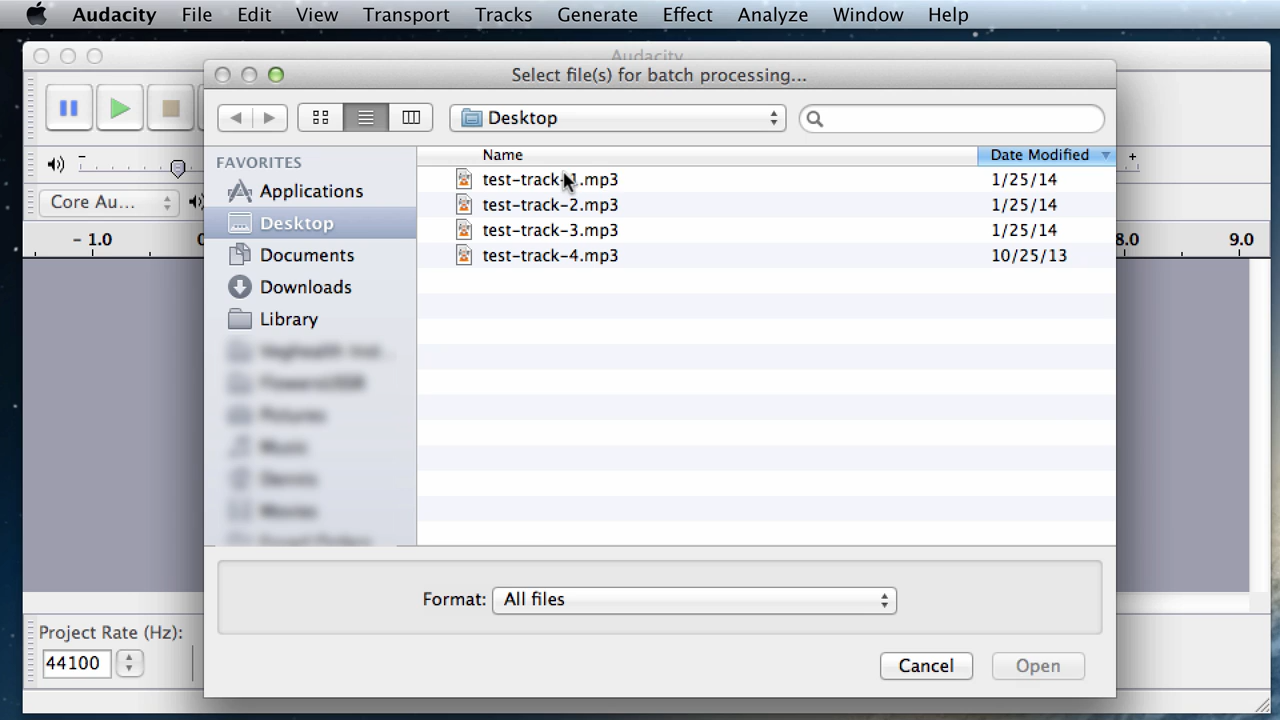 Audacity File Edit View Transport Tracks Generate Effect Analyze Window Help
Audacity
Select file(s) for batch processing...
Desktop
FAVORITES
Applications
Desktop
Documents
Downloads
Library
Name Date Modified
test-track-1.mp3 1/25/14
test-track-2.mp3 1/25/14
test-track-3.mp3 1/25/14
test-track-4.mp3 10/25/13
- +
Core Au...
- 1.0 0 8.0 9.0
Format: All files
Cancel Open
Project Rate (Hz):
44100